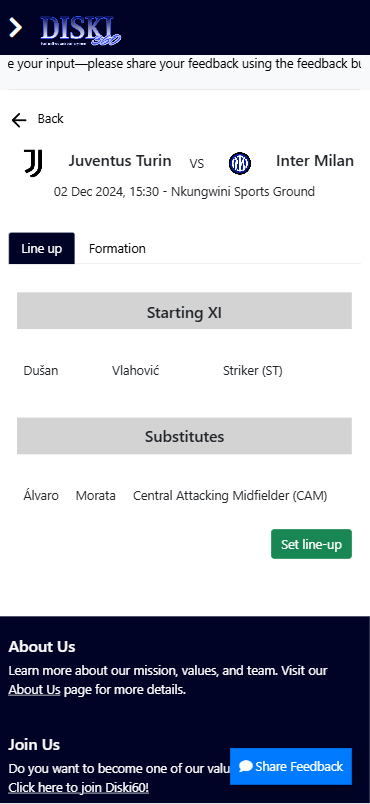 DISKI 60
e your input—please share your feedback using the feedback bu
Back
Juventus Turin VS Inter Milan
02 Dec 2024, 15:30 - Nkungwini Sports Ground
Line up Formation
Starting XI
Dušan Vlahović Striker (ST)
Substitutes
Álvaro Morata Central Attacking Midfielder (CAM)
Set line-up
About Us
Learn more about our mission, values, and team. Visit our
About Us page for more details.
Join Us
Do you want to become one of our valu
Share Feedback
Click here to join Diski60!